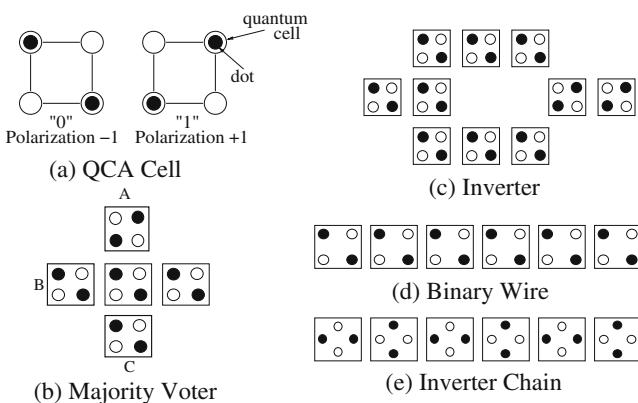 quantum
cell
dot
"0" "1"
Polarization −1 Polarization +1
(a) QCA Cell
A
B
C
(b) Majority Voter
(c) Inverter
(d) Binary Wire
(e) Inverter Chain